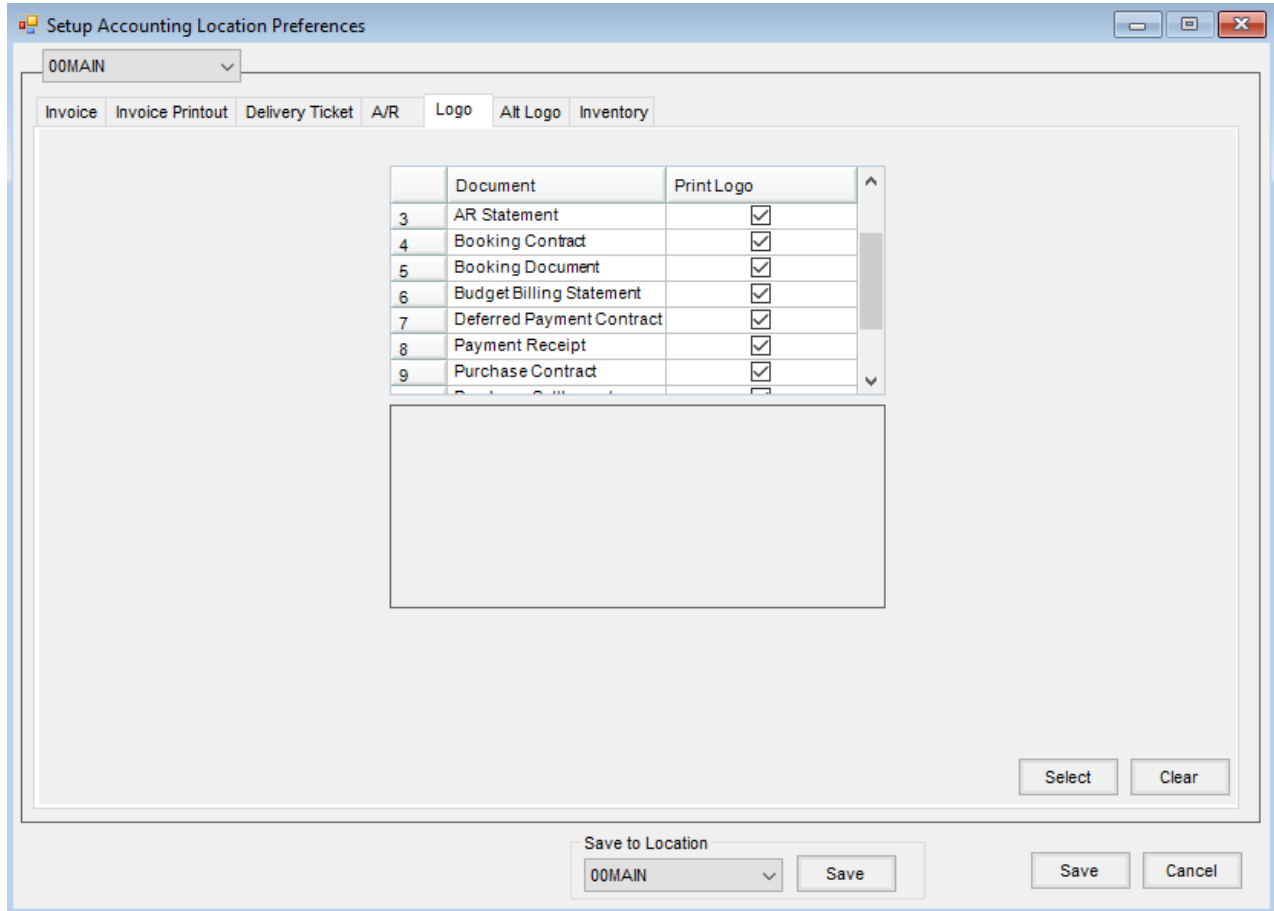 Setup Accounting Location Preferences
00MAIN
Invoice Invoice Printout Delivery Ticket A/R Logo Alt Logo Inventory
Document Print Logo
3 AR Statement
4 Booking Contract
5 Booking Document
6 Budget Billing Statement
7 Deferred Payment Contract
8 Payment Receipt
9 Purchase Contract
Select Clear
Save to Location
00MAIN Save Save Cancel